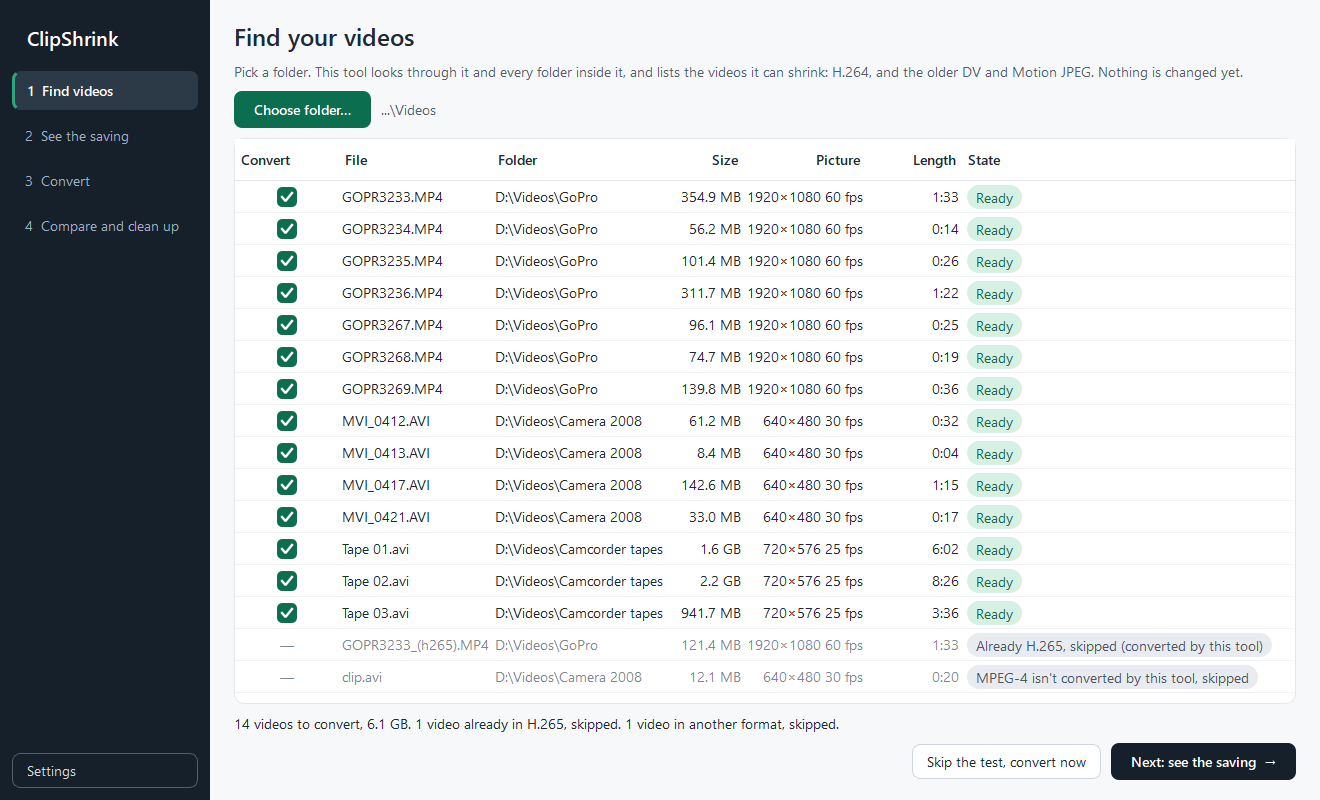 ClipShrink
1 Find videos
2 See the saving
3 Convert
4 Compare and clean up
Settings
Find your videos
Pick a folder. This tool looks through it and every folder inside it, and lists the videos it can shrink: H.264, and the older DV and Motion JPEG. Nothing is changed yet.
Choose folder... ...\Videos
Convert File Folder Size Picture Length State
GOPR3233.MP4 D:\Videos\GoPro 354.9 MB 1920×1080 60 fps 1:33 Ready
GOPR3234.MP4 D:\Videos\GoPro 56.2 MB 1920×1080 60 fps 0:14 Ready
GOPR3235.MP4 D:\Videos\GoPro 101.4 MB 1920×1080 60 fps 0:26 Ready
GOPR3236.MP4 D:\Videos\GoPro 311.7 MB 1920×1080 60 fps 1:22 Ready
GOPR3267.MP4 D:\Videos\GoPro 96.1 MB 1920×1080 60 fps 0:25 Ready
GOPR3268.MP4 D:\Videos\GoPro 74.7 MB 1920×1080 60 fps 0:19 Ready
GOPR3269.MP4 D:\Videos\GoPro 139.8 MB 1920×1080 60 fps 0:36 Ready
MVI_0412.AVI D:\Videos\Camera 2008 61.2 MB 640×480 30 fps 0:32 Ready
MVI_0413.AVI D:\Videos\Camera 2008 8.4 MB 640×480 30 fps 0:04 Ready
MVI_0417.AVI D:\Videos\Camera 2008 142.6 MB 640×480 30 fps 1:15 Ready
MVI_0421.AVI D:\Videos\Camera 2008 33.0 MB 640×480 30 fps 0:17 Ready
Tape 01.avi D:\Videos\Camcorder tapes 1.6 GB 720×576 25 fps 6:02 Ready
Tape 02.avi D:\Videos\Camcorder tapes 2.2 GB 720×576 25 fps 8:26 Ready
Tape 03.avi D:\Videos\Camcorder tapes 941.7 MB 720×576 25 fps 3:36 Ready
— GOPR3233_(h265).MP4 D:\Videos\GoPro 121.4 MB 1920×1080 60 fps 1:33 Already H.265, skipped (converted by this tool)
— clip.avi D:\Videos\Camera 2008 12.1 MB 640×480 30 fps 0:20 MPEG-4 isn't converted by this tool, skipped
14 videos to convert, 6.1 GB. 1 video already in H.265, skipped. 1 video in another format, skipped.
Skip the test, convert now
Next: see the saving →